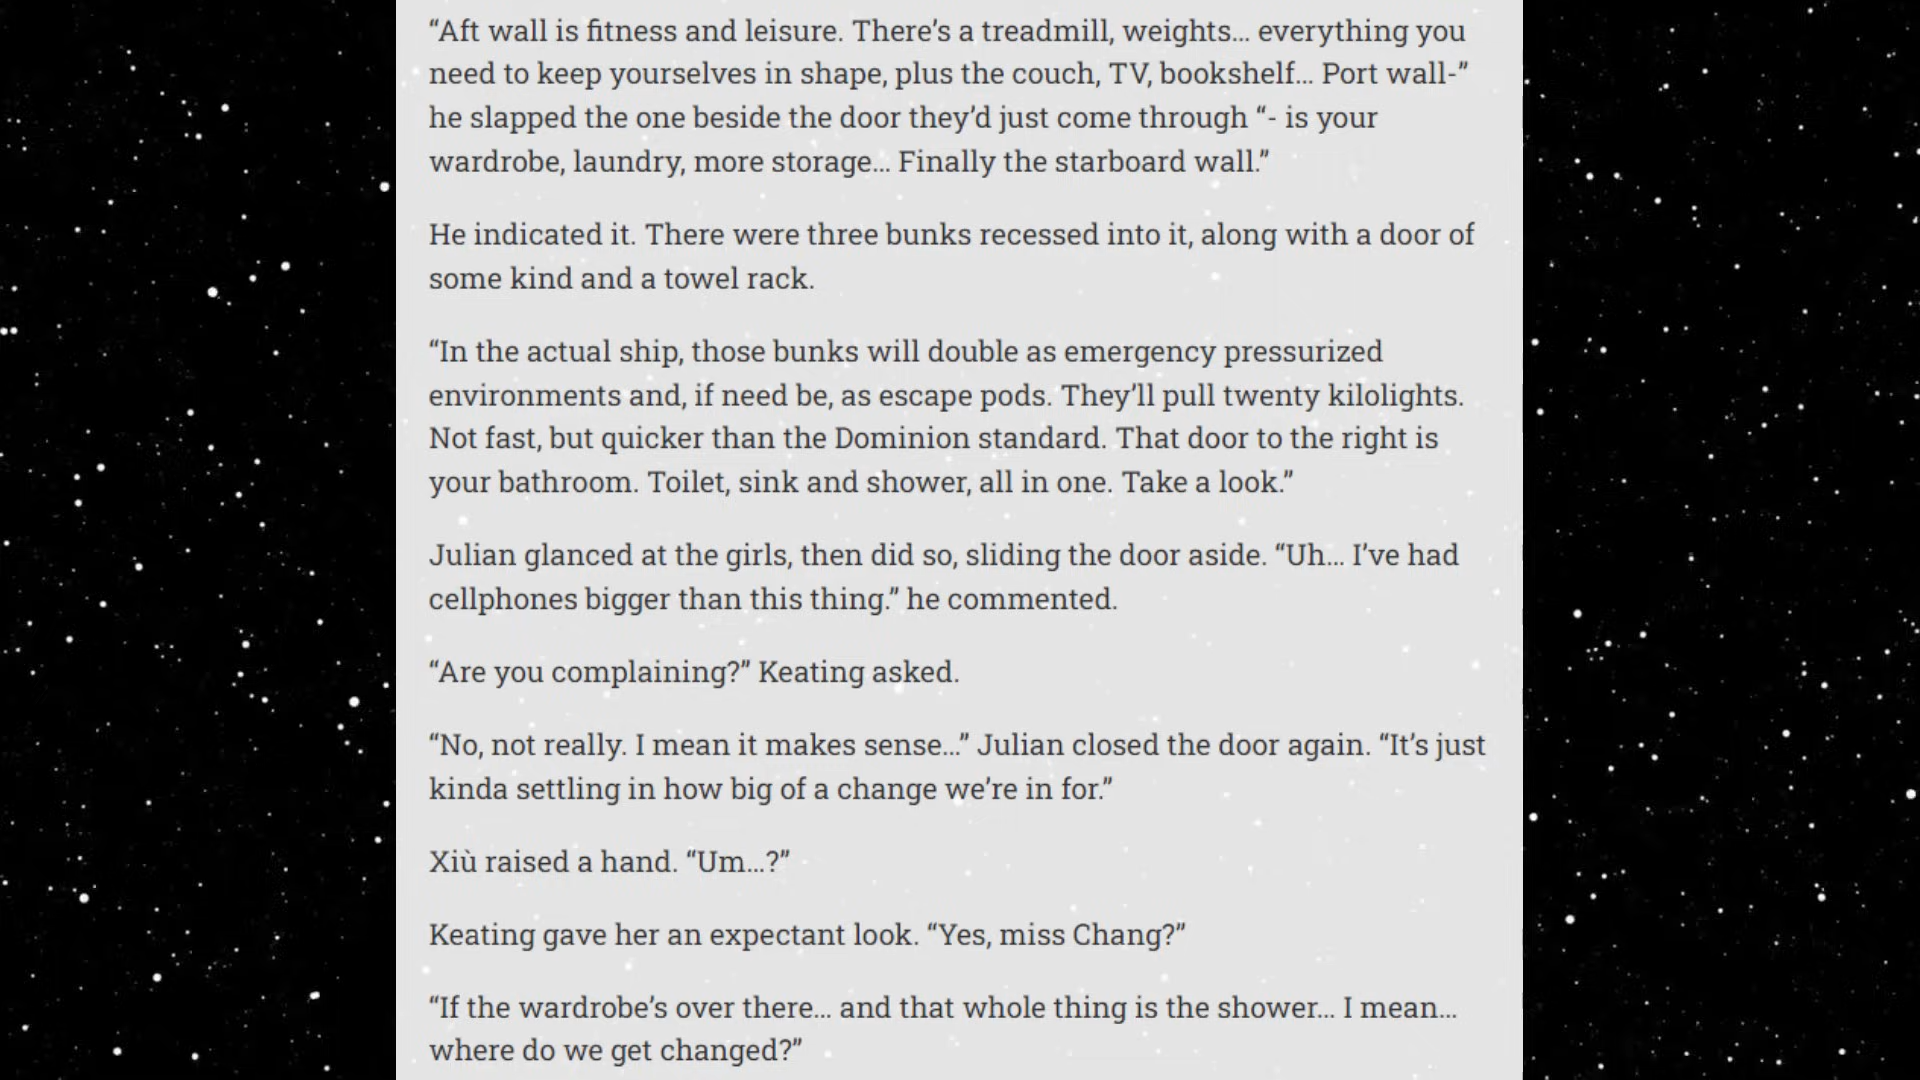 “Aft wall is fitness and leisure. There’s a treadmill, weights… everything you
need to keep yourselves in shape, plus the couch, TV, bookshelf… Port wall-”
he slapped the one beside the door they’d just come through “- is your
wardrobe, laundry, more storage… Finally the starboard wall.”
He indicated it. There were three bunks recessed into it, along with a door of
some kind and a towel rack.
“In the actual ship, those bunks will double as emergency pressurized
environments and, if need be, as escape pods. They’ll pull twenty kilolights.
Not fast, but quicker than the Dominion standard. That door to the right is
your bathroom. Toilet, sink and shower, all in one. Take a look.”
Julian glanced at the girls, then did so, sliding the door aside. “Uh… I’ve had
cellphones bigger than this thing.” he commented.
“Are you complaining?” Keating asked.
“No, not really. I mean it makes sense…” Julian closed the door again. “It’s just
kinda settling in how big of a change we’re in for.”
Xiù raised a hand. “Um…?”
Keating gave her an expectant look. “Yes, miss Chang?”
“If the wardrobe’s over there… and that whole thing is the shower… I mean…
where do we get changed?”